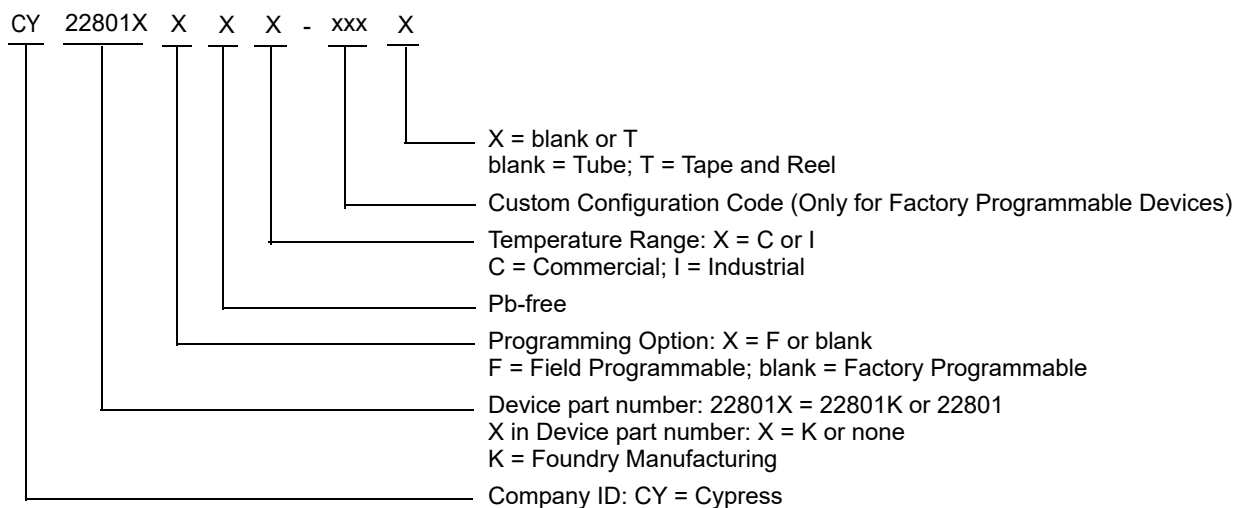 CY 22801X X X X - xxx X
X = blank or T
blank = Tube; T = Tape and Reel
Custom Configuration Code (Only for Factory Programmable Devices)
Temperature Range: X = C or I
C = Commercial; I = Industrial
Pb-free
Programming Option: X = F or blank
F = Field Programmable; blank = Factory Programmable
Device part number: 22801X = 22801K or 22801
X in Device part number: X = K or none
K = Foundry Manufacturing
Company ID: CY = Cypress